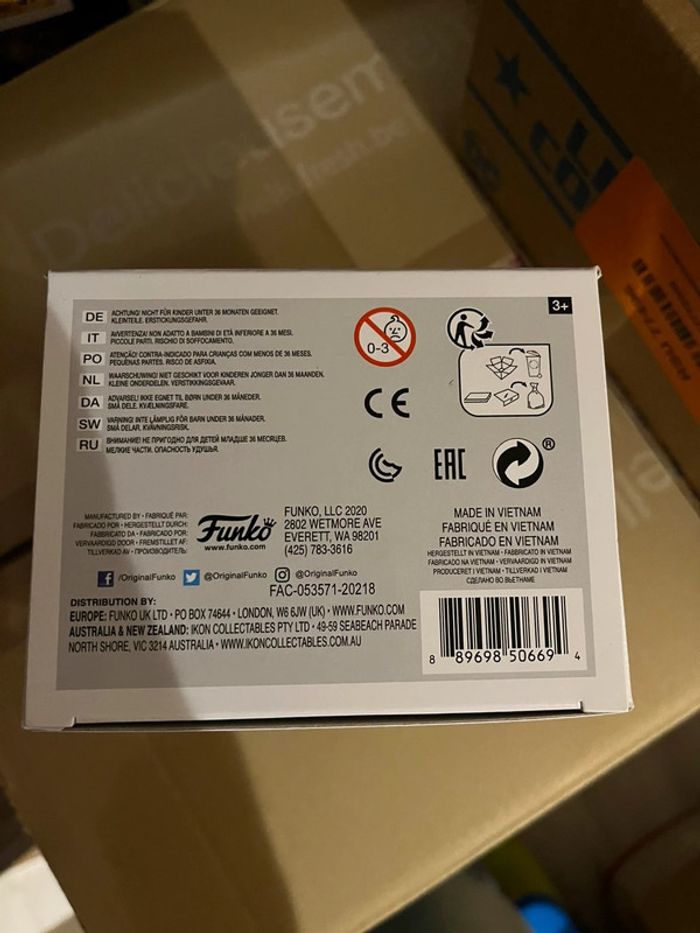 Delicieusem
fresh.be
3+
DE ACHTUNG! NICHT FÜR KINDER UNTER 36 MONATEN GEEIGNET.
KLEINTEILE. ERSTICKUNGSGEFAHR.
IT AVVERTENZA! NON ADATTO A BAMBINI DI ETÀ INFERIORE A 36 MESI.
PICCOLE PARTI. RISCHIO DI SOFFOCAMENTO.
PO ATENÇÃO! CONTRA-INDICADO PARA CRIANÇAS COM MENOS DE 36 MESES.
PEQUENAS PARTES. RISCO DE ASFIXIA.
NL WAARSCHUWING! NIET GESCHIKT VOOR KINDEREN JONGER DAN 36 MAANDEN.
KLEINE ONDERDELEN. VERSTIKKINGSGEVAAR.
DA ADVARSEL! IKKE EGNET TIL BØRN UNDER 36 MÅNEDER.
SMÅ DELE. KVÆLNINGSFARE.
SW VARNING! INTE LÄMPLIG FÖR BARN UNDER 36 MÅNADER.
SMÅ DELAR. KVÄVNINGSRISK.
RU ВНИМАНИЕ! НЕ ПРИГОДНО ДЛЯ ДЕТЕЙ МЛАДШЕ 36 МЕСЯЦЕВ.
МЕЛКИЕ ЧАСТИ. ОПАСНОСТЬ УДУШЬЯ.
0-3
CE
EAC
®
MANUFACTURED BY • FABRIQUÉ PAR:
FABRICADO POR • HERGESTELLT DURCH:
FABBRICATO DA • FABRICADO POR:
VERVAARDIGD DOOR • FREMSTILLET AF:
TILLVERKAD AV • ПРОИЗВОДИТЕЛЬ:
Funko
www.funko.com
FUNKO, LLC 2020
2802 WETMORE AVE
EVERETT, WA 98201
(425) 783-3616
/OriginalFunko @OriginalFunko @OriginalFunko
FAC-053571-20218
DISTRIBUTION BY:
EUROPE: FUNKO UK LTD • PO BOX 74644 • LONDON, W6 6JW (UK) • WWW.FUNKO.COM
AUSTRALIA & NEW ZEALAND: IKON COLLECTABLES PTY LTD • 49-59 SEABEACH PARADE
NORTH SHORE, VIC 3214 AUSTRALIA • WWW.IKONCOLLECTABLES.COM.AU
MADE IN VIETNAM
FABRIQUÉ EN VIETNAM
FABRICADO EN VIETNAM
HERGESTELLT IN VIETNAM • FABBRICATO IN VIETNAM
FABRICADO NA VIETNAM • VERVAARDIGD IN VIETNAM
PRODUCERET I VIETNAM • TILLVERKAD I VIETNAM
СДЕЛАНО ВО ВЬЕТНАМЕ
8 89698 50669 4